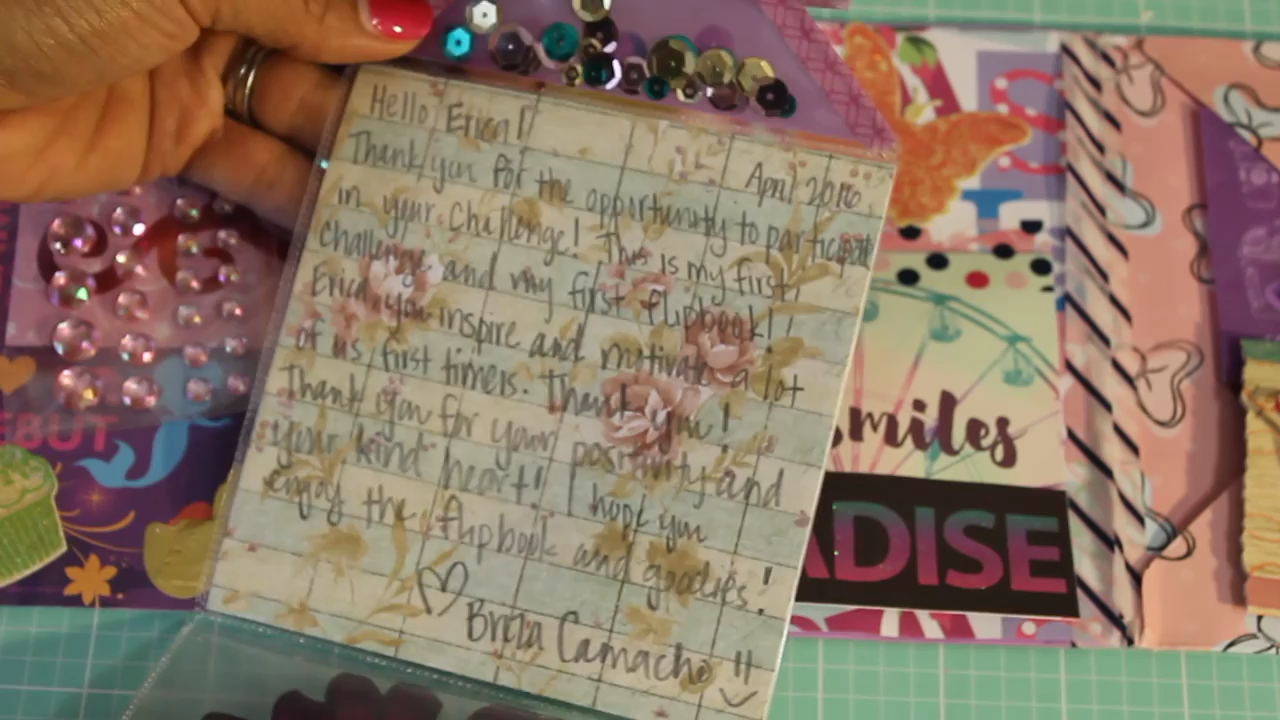 Hello Erica!
April 2016
Thank you for the opportunity to participate
in your challenge! This is my first
challenge and my first flipbook!
Erica, you inspire and motivate a lot
of us first timers. Thank you!
Thank you for your positivity and
your kind heart! I hope you
enjoy the flipbook and goodies!
Camacho
smiles
ADISE
EBUT